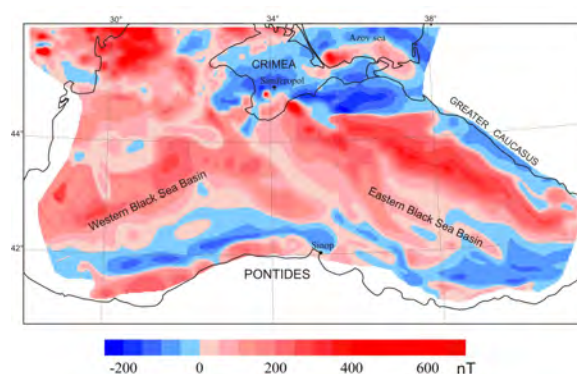 30° 34° 38°
Azov sea
CRIMEA
Simferopol
GREATER CAUCASUS
44°
Western Black Sea Basin
Eastern Black Sea Basin
42°
Sinop
PONTIDES
-200 0 200 400 600 nT